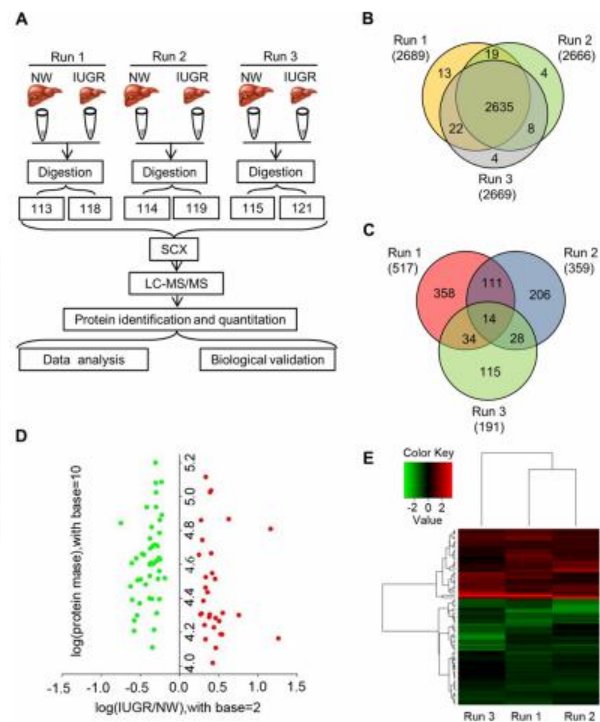 A
Run 1 Run 2 Run 3
NW IUGR NW IUGR NW IUGR
Digestion Digestion Digestion
113 118 114 119 115 121
SCX
LC-MS/MS
Protein identification and quantitation
Data analysis Biological validation
B
Run 1
(2689)
Run 2
(2666)
13 19 4
2635
22 8
4
Run 3
(2669)
C
Run 1
(517)
Run 2
(359)
358 111 206
14
34 28
115
Run 3
(191)
D
log(protein mase),with base=10
5.2
5.0
4.8
4.6
4.4
4.2
4.0
-1.0 -0.5 0.0 0.5 1.0 1.5
log(IUGR/NW),with base=2
E
Color Key
-2 0 2
Value
Run 3 Run 1 Run 2